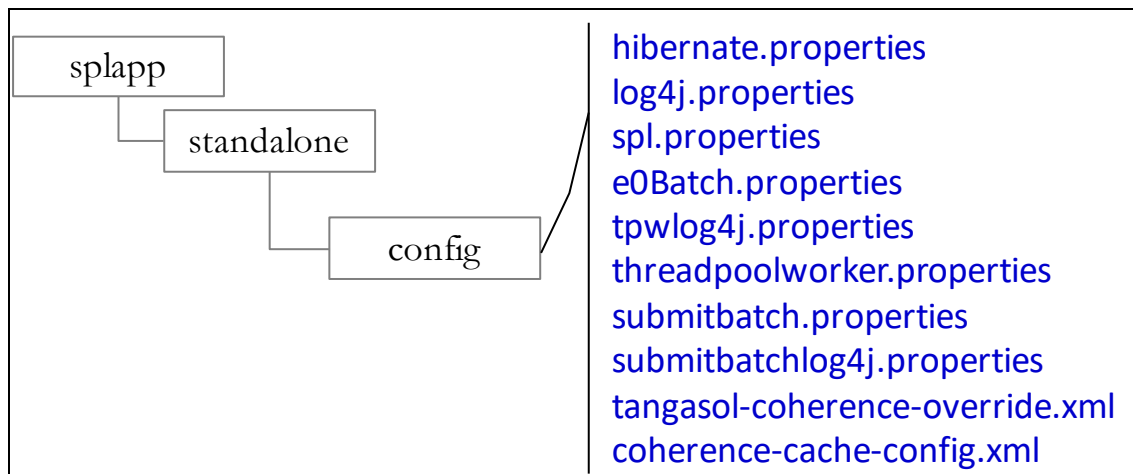 splapp
standalone
config
hibernate.properties
log4j.properties
spl.properties
e0Batch.properties
tpwlog4j.properties
threadpoolworker.properties
submitbatch.properties
submitbatchlog4j.properties
tangasol-coherence-override.xml
coherence-cache-config.xml